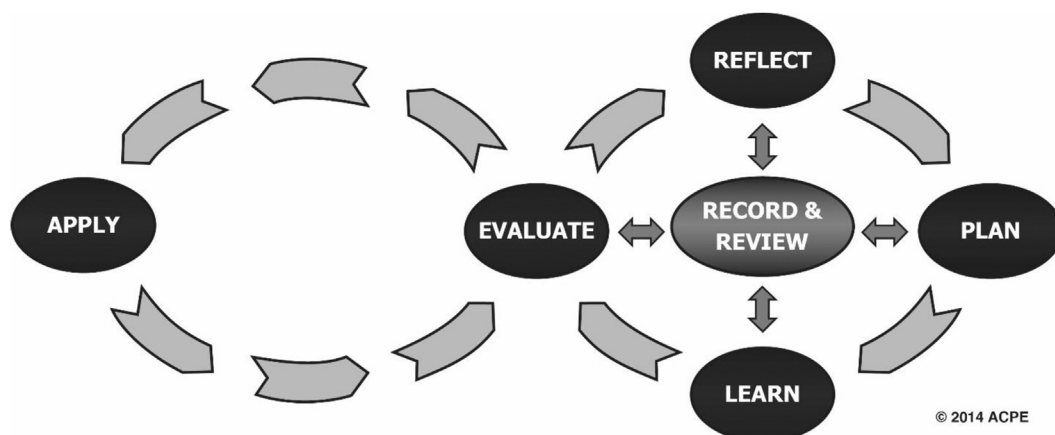 REFLECT
APPLY
EVALUATE
RECORD &
REVIEW
PLAN
LEARN
© 2014 ACPE